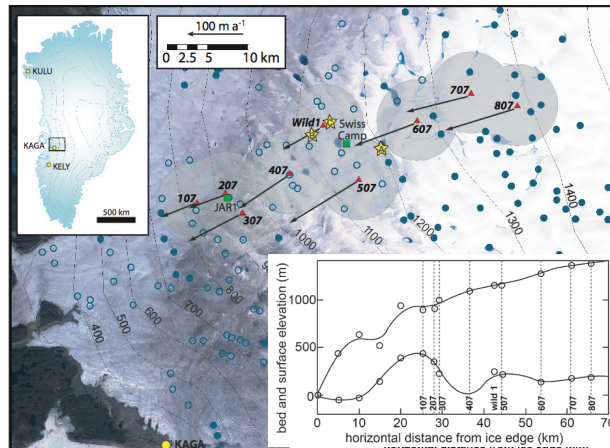 KULU
KAGA
KELY
500 km
100 m a⁻¹
0 2.5 5 10 km
Wild1
Swiss
Camp
707
807
607
407
507
107
207
JAR1
307
400
500
600
700
800
1000
1100
1200
1300
1400
KAGA
bed and surface elevation (m)
1000
500
0
107
207
307
407
wild 1
507
607
707
807
0 10 20 30 40 50 60 70
horizontal distance from ice edge (km)